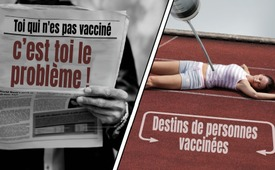 Toi qui n'es pas vacciné
c'est toi le
problème !
Destins de personnes
vaccinées